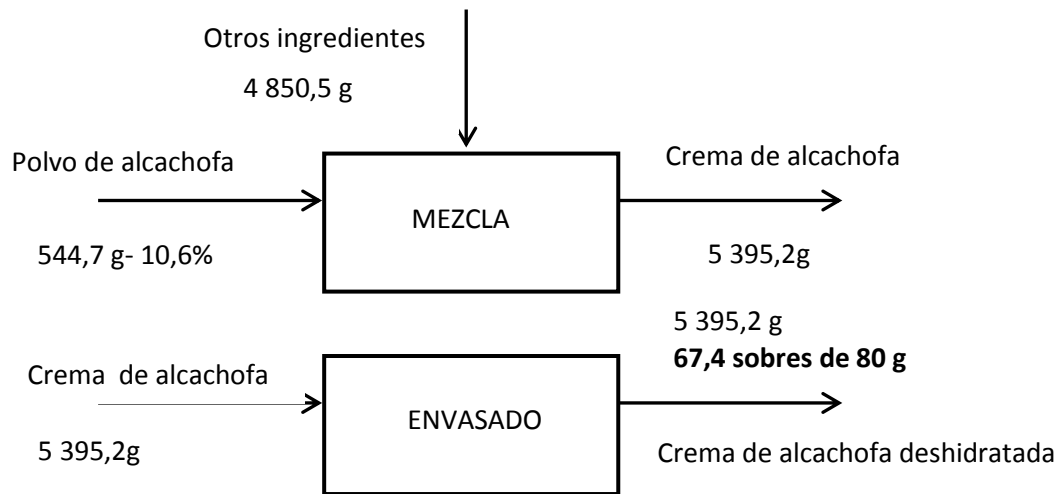 Otros ingredientes
4 850,5 g
Polvo de alcachofa
Crema de alcachofa
MEZCLA
544,7 g- 10,6%
5 395,2g
5 395,2 g
67,4 sobres de 80 g
Crema de alcachofa
ENVASADO
5 395,2g
Crema de alcachofa deshidratada